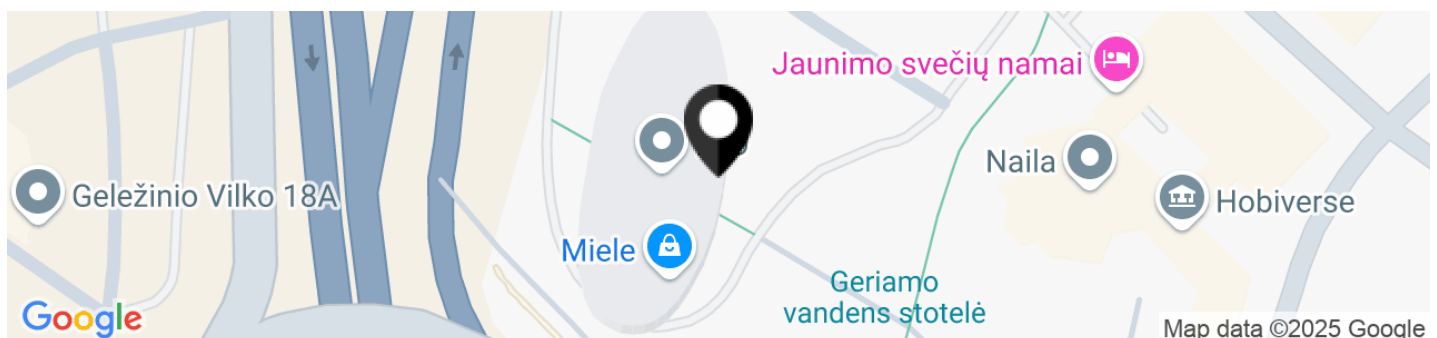 Jaunimo svečių namai
Naila
Geležinio Vilko 18A
Hobiverse
Miele
Geriamo
vandens stotelė
Google
Map data ©2025 Google